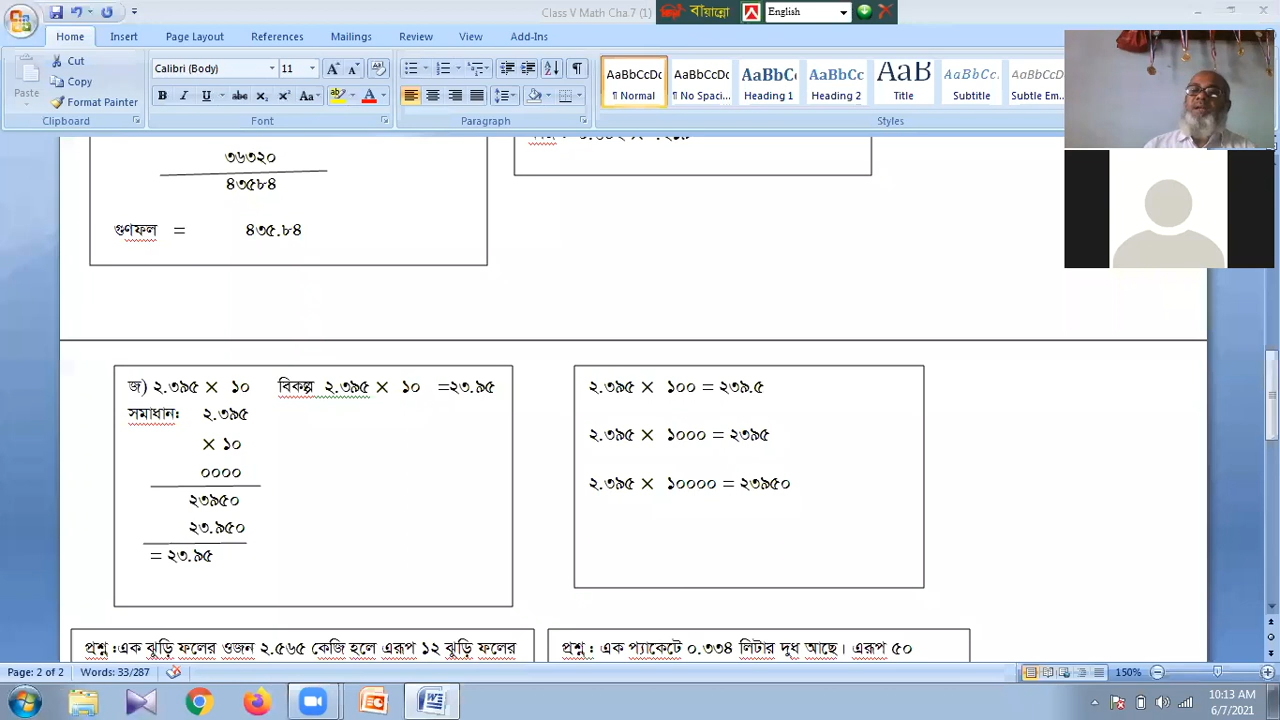 Class V Math Cha.7 (1)
বায়ান্নো
English
Home Insert Page Layout References Mailings Review View Add-Ins
Paste
Cut
Copy
Format Painter
Clipboard
Calibri (Body) 11
Font
Paragraph
AaBbCcDc AaBbCcDc AaBbC AaBbCc AaB AaBbCc. AaBbCcDc
¶ Normal ¶ No Spaci... Heading 1 Heading 2 Title Subtitle Subtle Em...
Styles
৩৬৩২০
৪৩৫৮৪
গুণফল = ৪৩৫.৮৪
জ) ২.৩৯৫ × ১০ বিকল্প ২.৩৯৫ × ১০ =২৩.৯৫
সমাধান: ২.৩৯৫
× ১০
০০০০
২৩৯৫০
২৩.৯৫০
= ২৩.৯৫
২.৩৯৫ × ১০০ = ২৩৯.৫
২.৩৯৫ × ১০০০ = ২৩৯৫
২.৩৯৫ × ১০০০০ = ২৩৯৫০
প্রশ্ন :এক ঝুড়ি ফলের ওজন ২.৫৬৫ কেজি হলে এরূপ ১২ ঝুড়ি ফলের
প্রশ্ন : এক প্যাকেটে ০.৩৩৪ লিটার দুধ আছে। এরূপ ৫০
Page: 2 of 2 Words: 33/287 150%
10:13 AM
6/7/2021